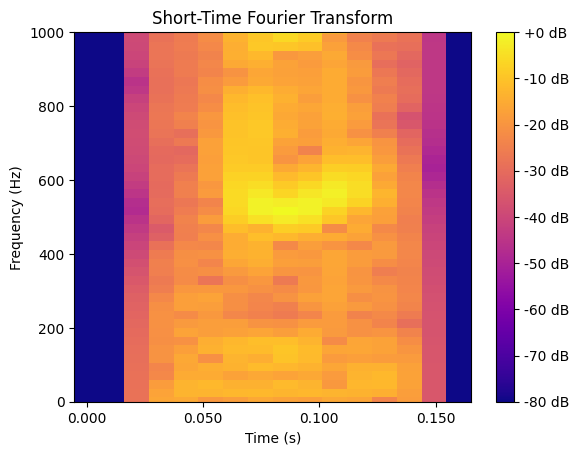 Short-Time Fourier Transform
1000
800
600
400
200
0
Frequency (Hz)
0.000
0.050
0.100
0.150
Time (s)
+0 dB
-10 dB
-20 dB
-30 dB
-40 dB
-50 dB
-60 dB
-70 dB
-80 dB